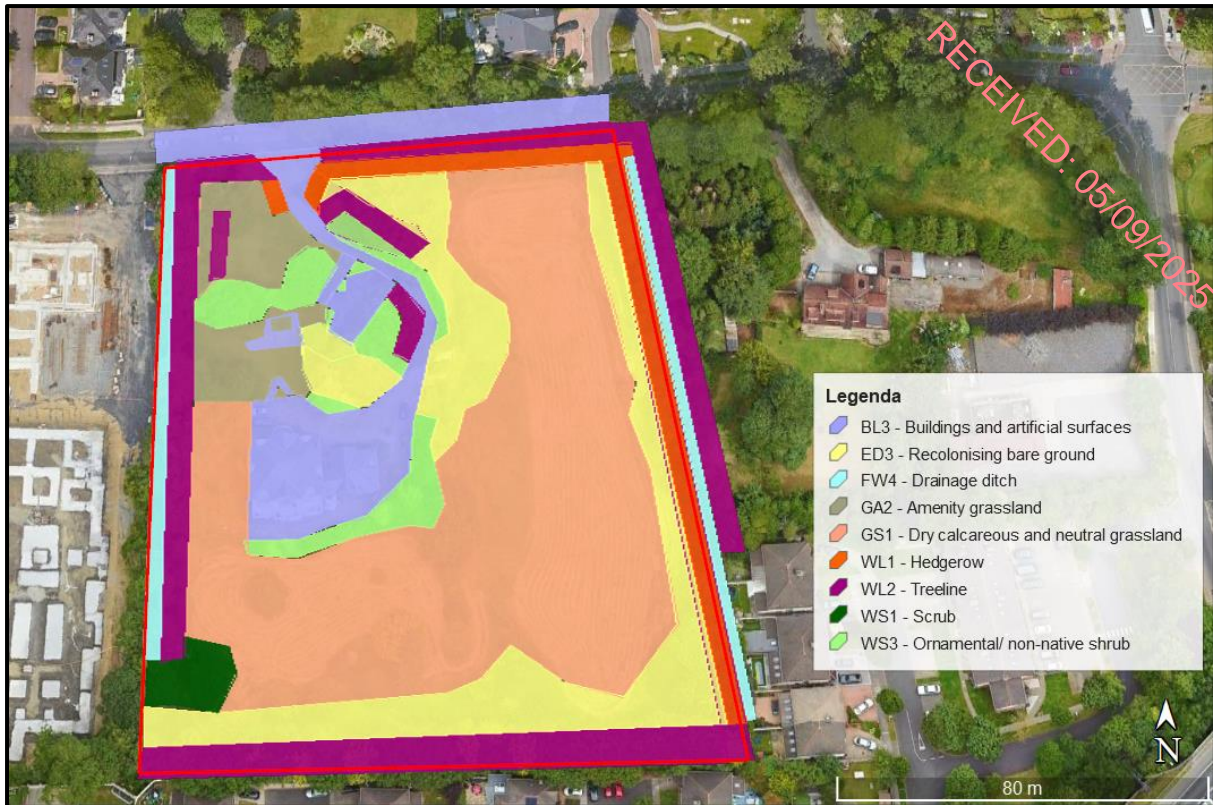 RECEIVED: 05/09/2025
Legenda
BL3 - Buildings and artificial surfaces
ED3 - Recolonising bare ground
FW4 - Drainage ditch
GA2 - Amenity grassland
GS1 - Dry calcareous and neutral grassland
WL1 - Hedgerow
WL2 - Treeline
WS1 - Scrub
WS3 - Ornamental/ non-native shrub
N
80 m